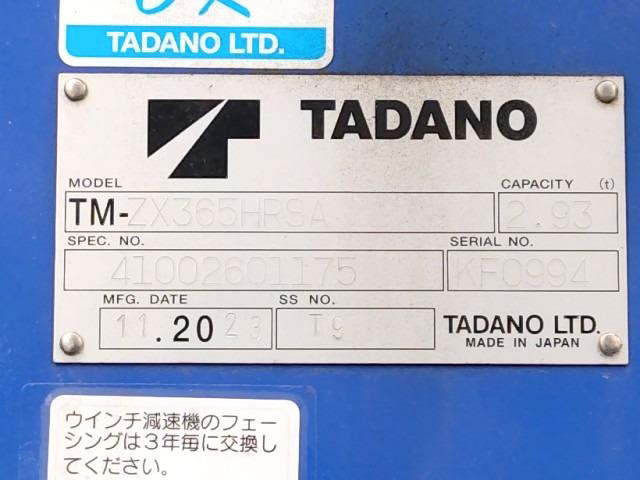 OK
TADANO LTD.
TADANO
MODEL
CAPACITY (t)
TM-ZX365HRSA
2.93
SPEC. NO.
SERIAL NO.
41002601175
KF0994
MFG. DATE
SS NO.
11.2023
T9
TADANO LTD.
MADE IN JAPAN
ウインチ減速機のフェー
シングは3年毎に交換し
てください。